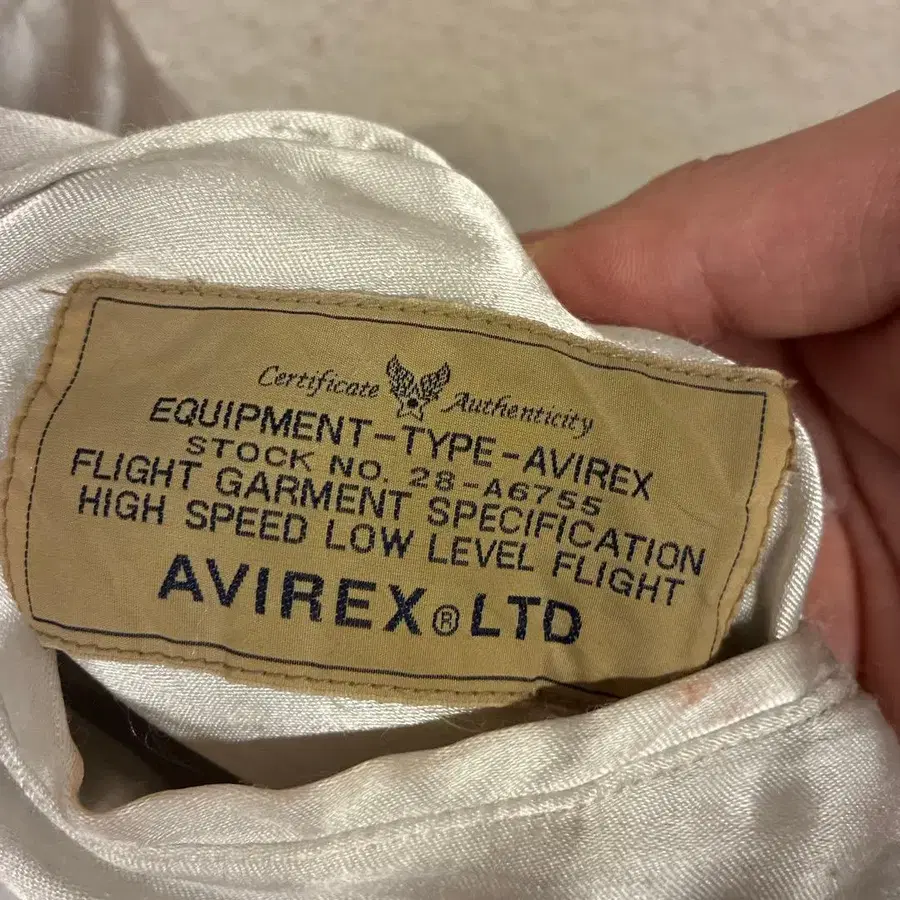 Certificate Authenticity
EQUIPMENT-TYPE-AVIREX
STOCK NO. 28-A6755
FLIGHT GARMENT SPECIFICATION
HIGH SPEED LOW LEVEL FLIGHT
AVIREX® LTD